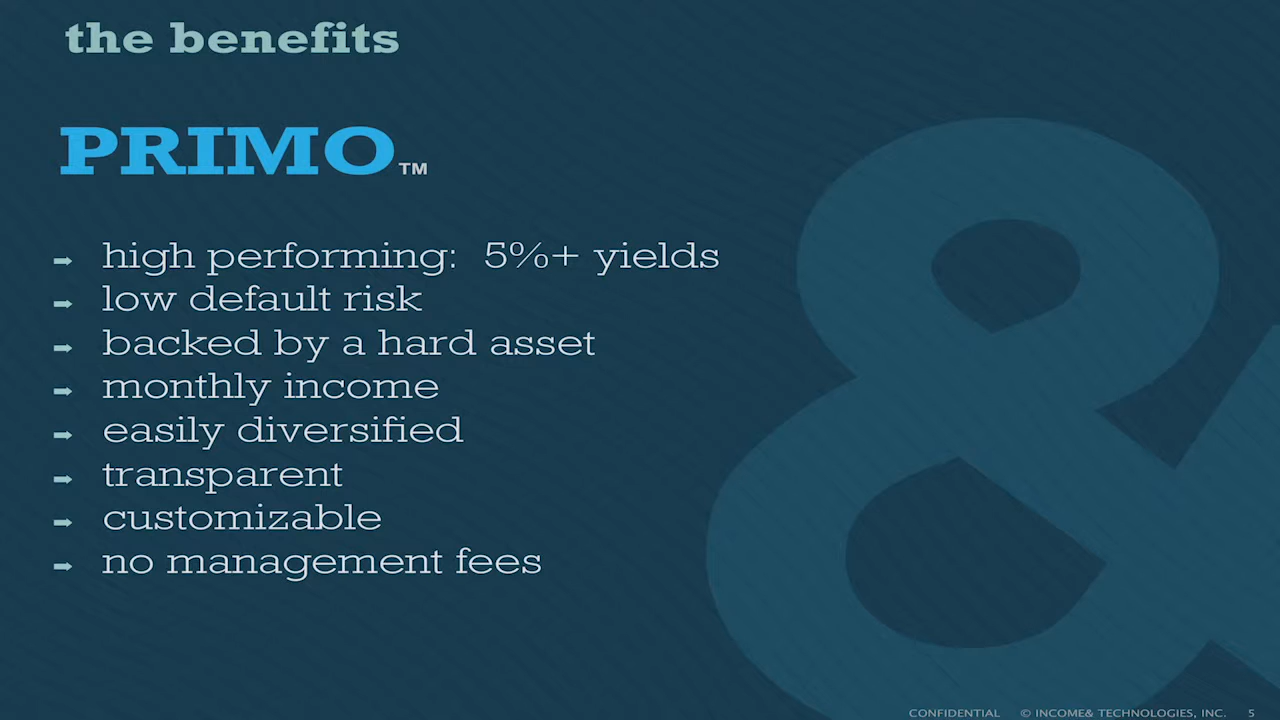 the benefits
PRIMO™
➡ high performing: 5%+ yields
➡ low default risk
➡ backed by a hard asset
➡ monthly income
➡ easily diversified
➡ transparent
➡ customizable
➡ no management fees
&
CONFIDENTIAL © INCOME& TECHNOLOGIES, INC. 5